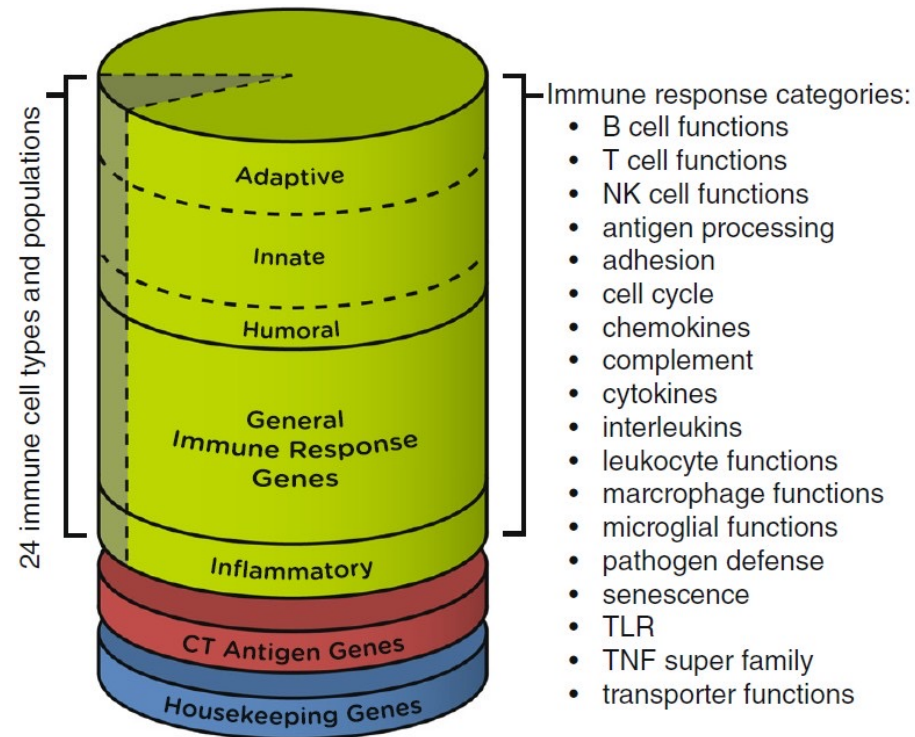 24 immune cell types and populations
Adaptive
Innate
Humoral
General
Immune Response
Genes
Inflammatory
CT Antigen Genes
Housekeeping Genes
Immune response categories:
• B cell functions
• T cell functions
• NK cell functions
• antigen processing
• adhesion
• cell cycle
• chemokines
• complement
• cytokines
• interleukins
• leukocyte functions
• marcrophage functions
• microglial functions
• pathogen defense
• senescence
• TLR
• TNF super family
• transporter functions